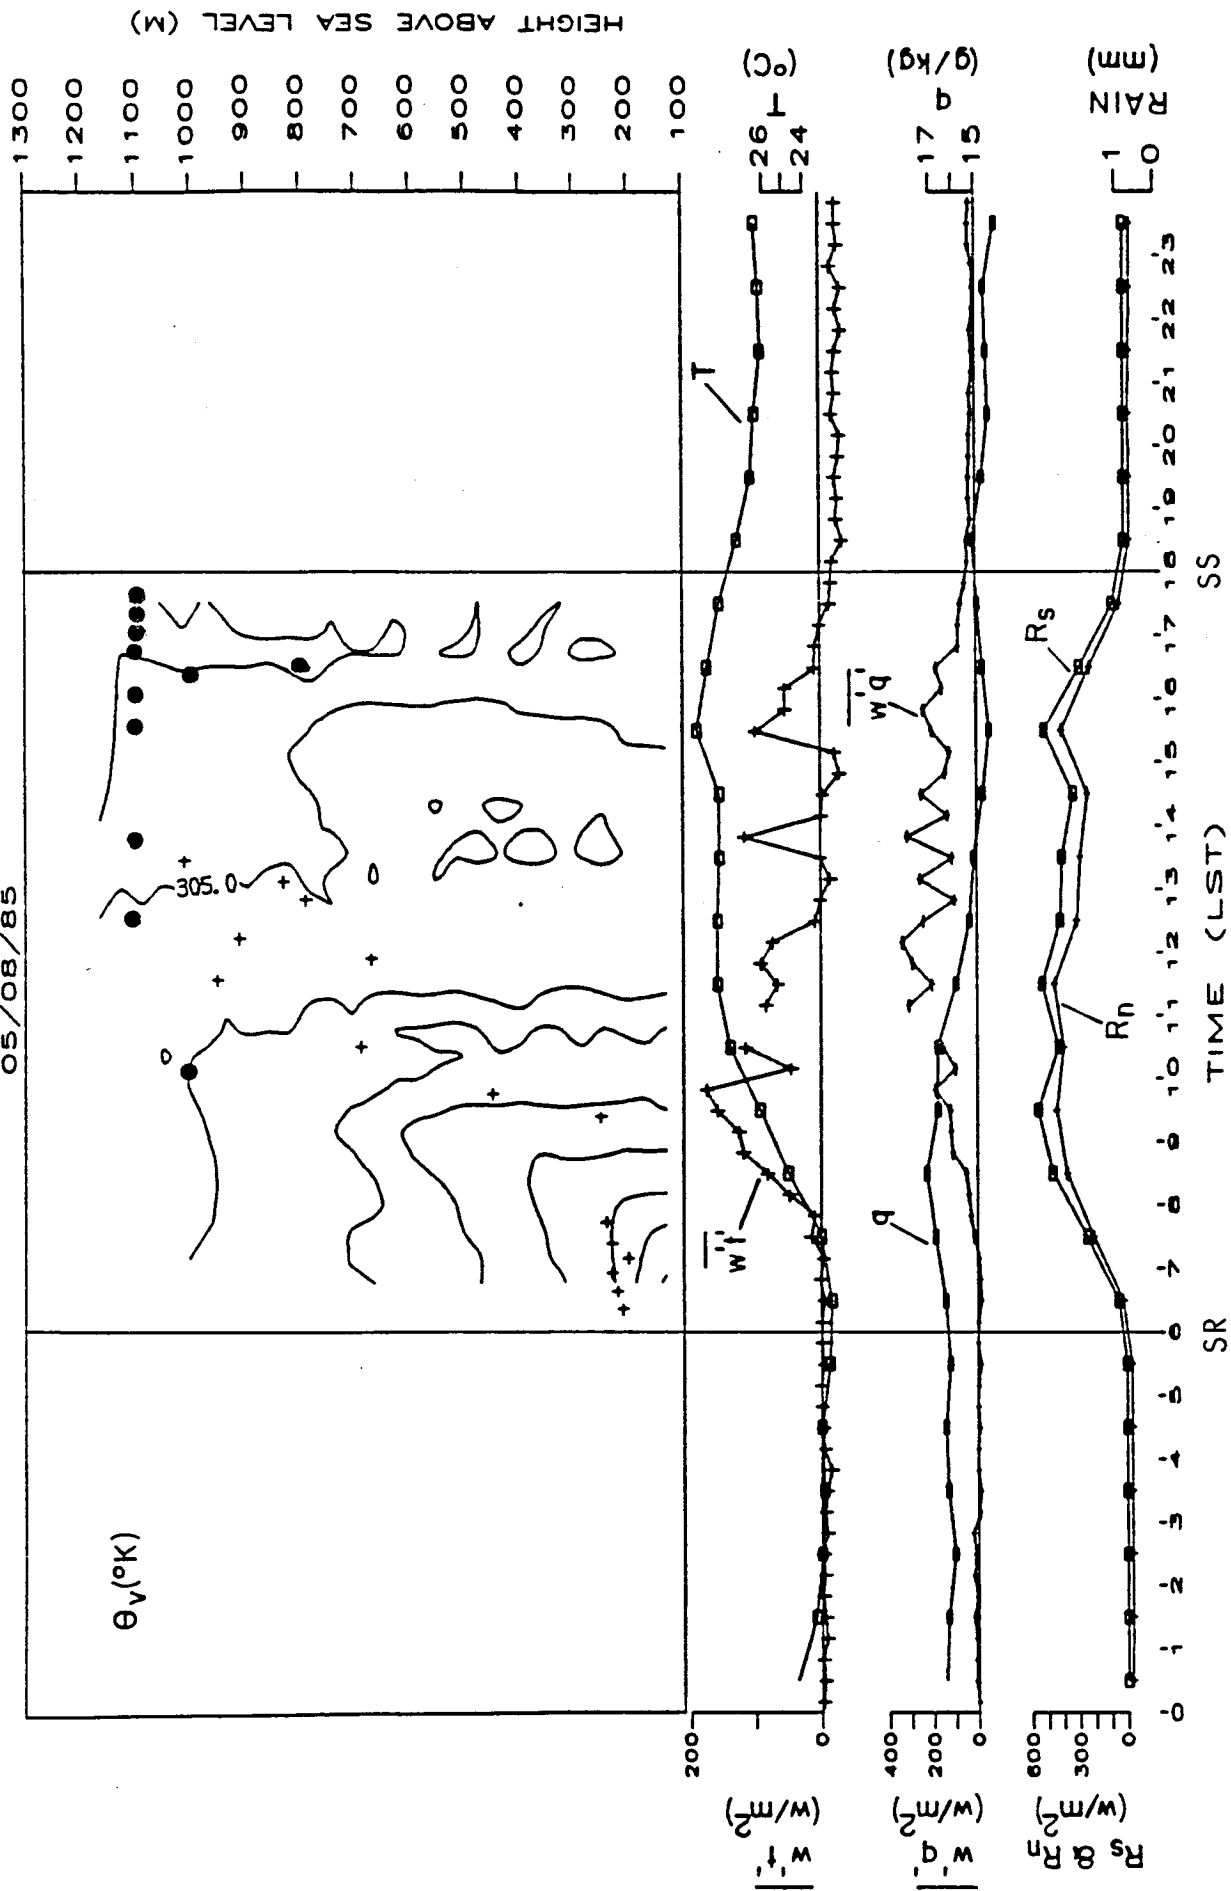 05/08/85
θv(°K)
305.0
1300
1100
1000
900
800
700
600
500
400
300
200
100
HEIGHT ABOVE SEA LEVEL (M)
T
w't'
26
24
T
(°C)
200
0
w't'
(w/m²)
w'q'
q
17
15
q
(g/kg)
400
200
0
w'q'
(w/m²)
Rs
Rn
1
0
RAIN
(mm)
600
300
0
Rs & Rn
(w/m²)
0 1 2 3 4 5 6 7 8 9 10 11 12 13 14 15 16 17 18 19 20 21 22 23
SR
SS
TIME (LST)